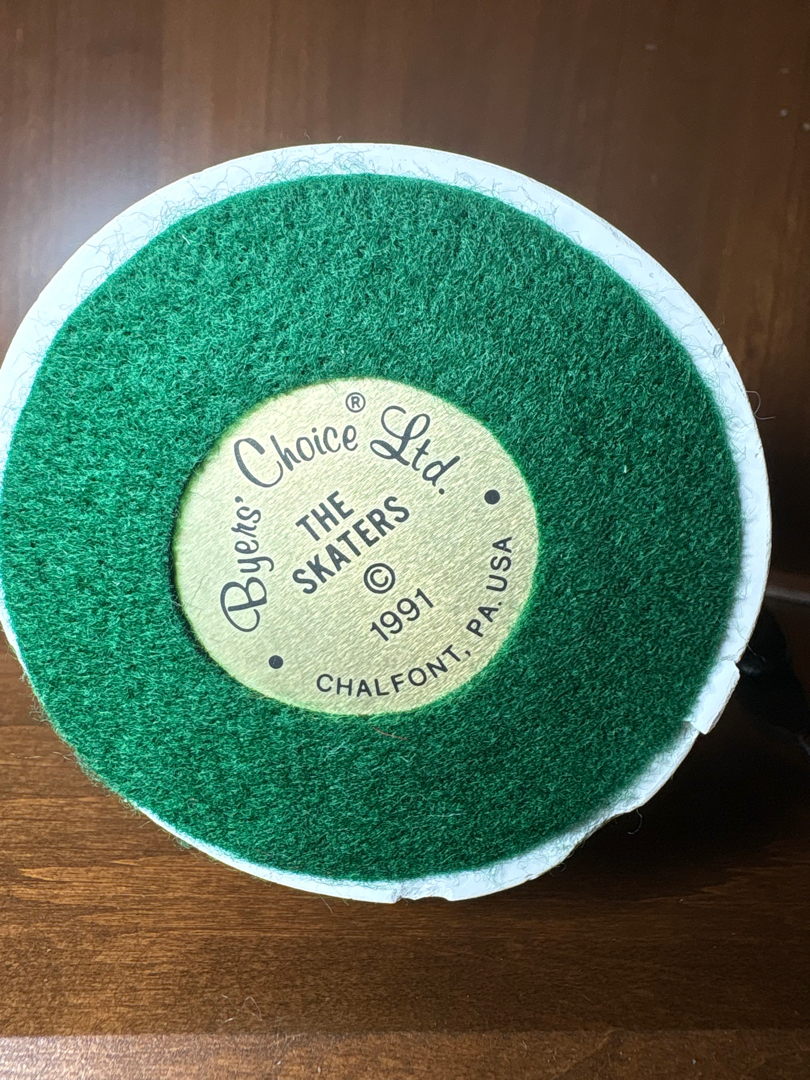 Byers' Choice® Ltd.
THE
SKATERS
©
1991
CHALFONT, PA. USA